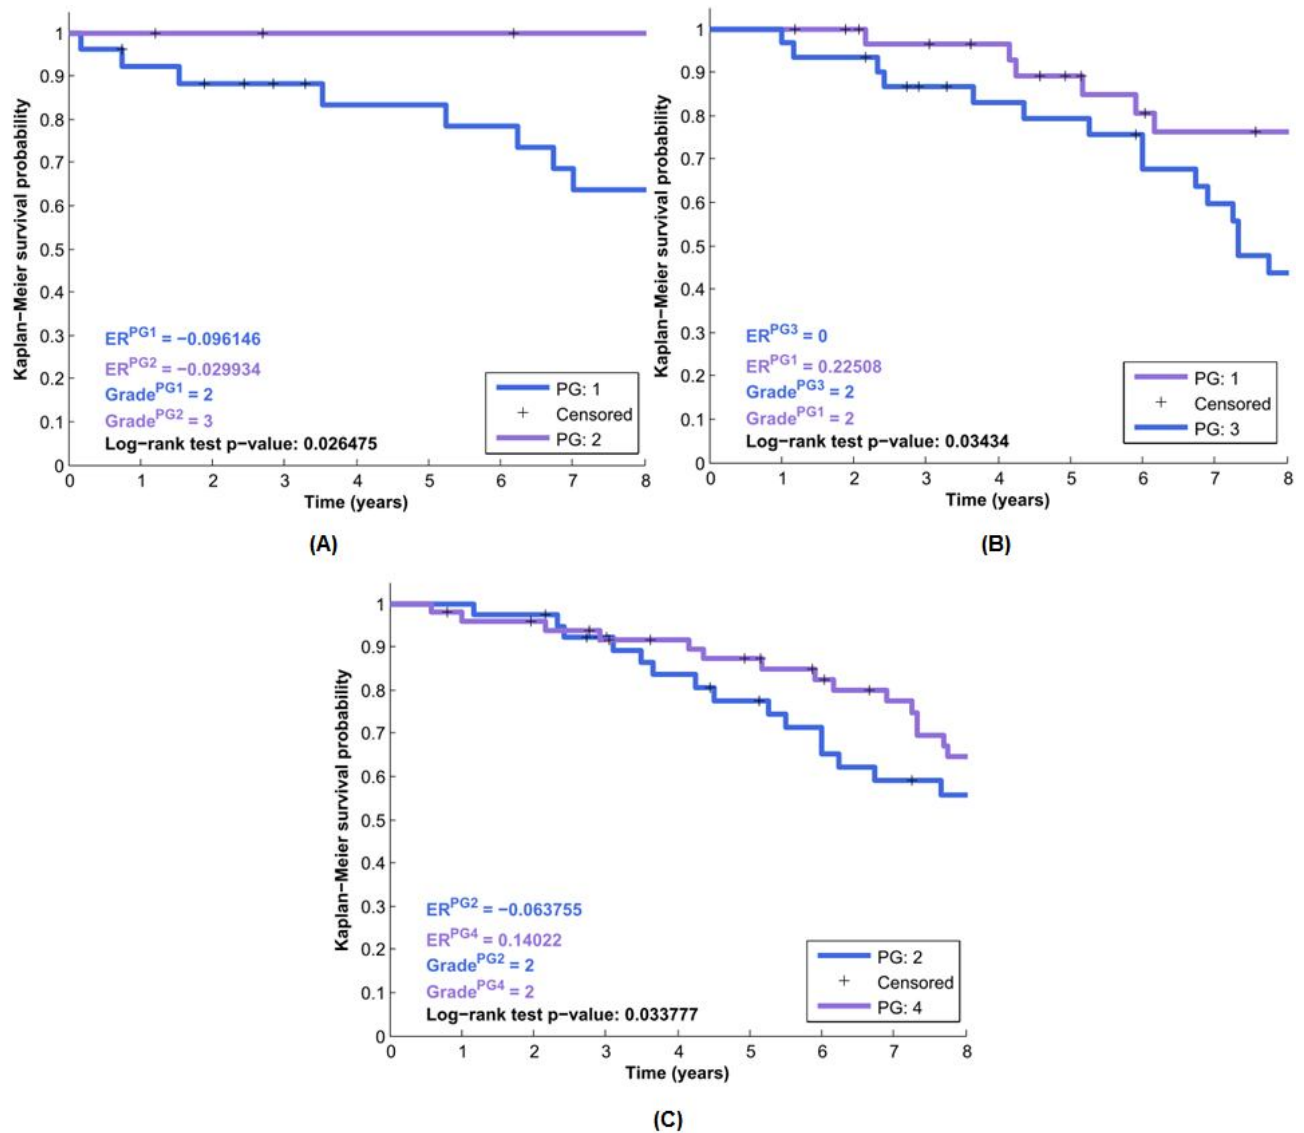 Kaplan−Meier survival probability
1
0.9
0.8
0.7
0.6
0.5
0.4
0.3
0.2
0.1
0
ER^PG1 = −0.096146
ER^PG2 = −0.029934
Grade^PG1 = 2
Grade^PG2 = 3
Log−rank test p−value: 0.026475
PG: 1
Censored
PG: 2
0 1 2 3 4 5 6 7 8
Time (years)
(A)
Kaplan−Meier survival probability
1
0.9
0.8
0.7
0.6
0.5
0.4
0.3
0.2
0.1
0
ER^PG3 = 0
ER^PG1 = 0.22508
Grade^PG3 = 2
Grade^PG1 = 2
Log−rank test p−value: 0.03434
PG: 1
Censored
PG: 3
0 1 2 3 4 5 6 7 8
Time (years)
(B)
Kaplan−Meier survival probability
1
0.9
0.8
0.7
0.6
0.5
0.4
0.3
0.2
0.1
0
ER^PG2 = −0.063755
ER^PG4 = 0.14022
Grade^PG2 = 2
Grade^PG4 = 2
Log−rank test p−value: 0.033777
PG: 2
Censored
PG: 4
0 1 2 3 4 5 6 7 8
Time (years)
(C)